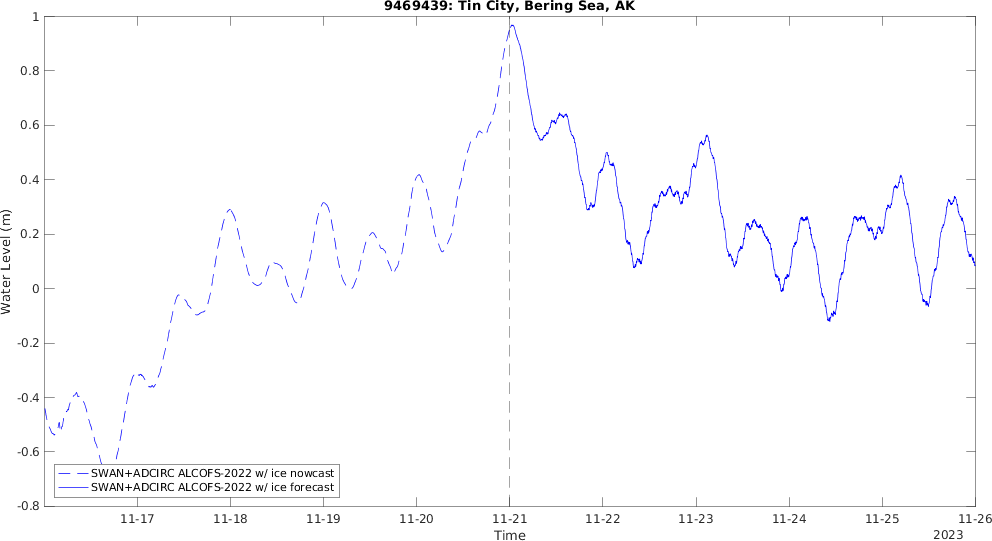 9469439: Tin City, Bering Sea, AK
1
0.8
0.6
0.4
0.2
0
-0.2
-0.4
-0.6
-0.8
Water Level (m)
SWAN+ADCIRC ALCOFS-2022 w/ ice nowcast
SWAN+ADCIRC ALCOFS-2022 w/ ice forecast
11-17 11-18 11-19 11-20 11-21 11-22 11-23 11-24 11-25 11-26
Time
2023